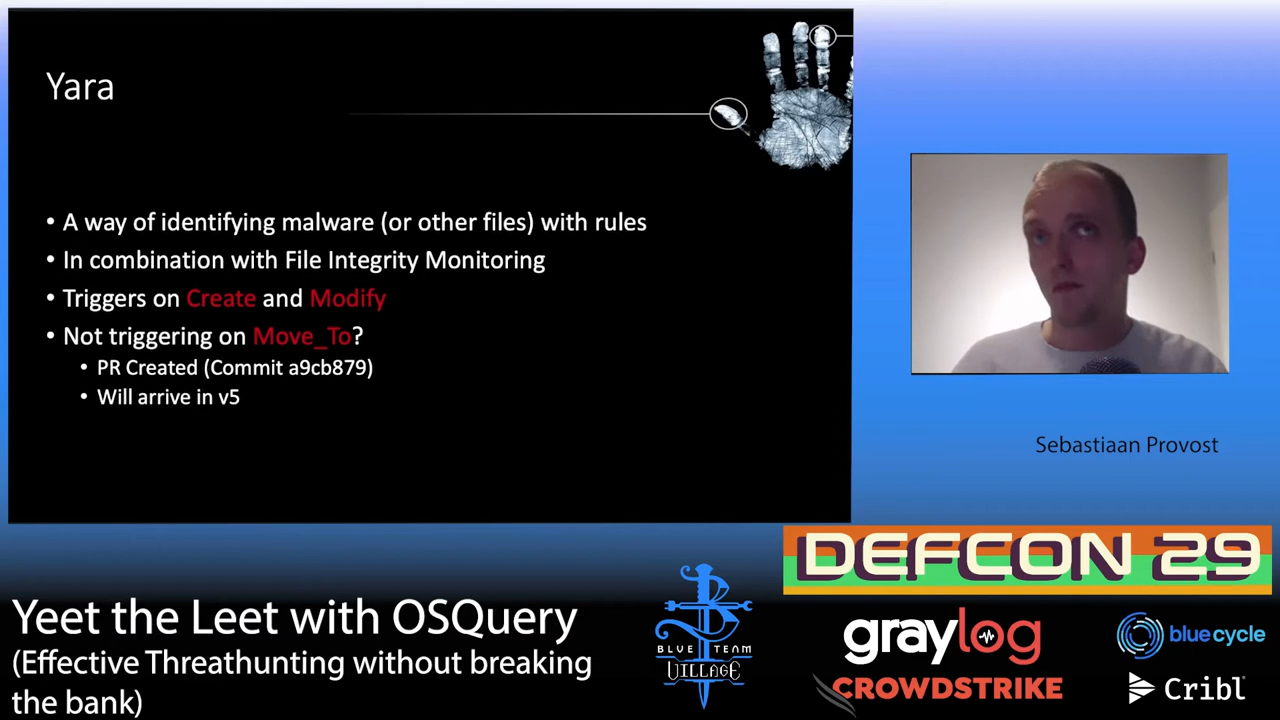 Yara
• A way of identifying malware (or other files) with rules
• In combination with File Integrity Monitoring
• Triggers on Create and Modify
• Not triggering on Move_To?
• PR Created (Commit a9cb879)
• Will arrive in v5
Sebastiaan Provost
DEFCON 29
Yeet the Leet with OSQuery
(Effective Threathunting without breaking
the bank)
BLUE TEAM
VILLAGE
graylog
bluecycle
CROWDSTRIKE
Cribl